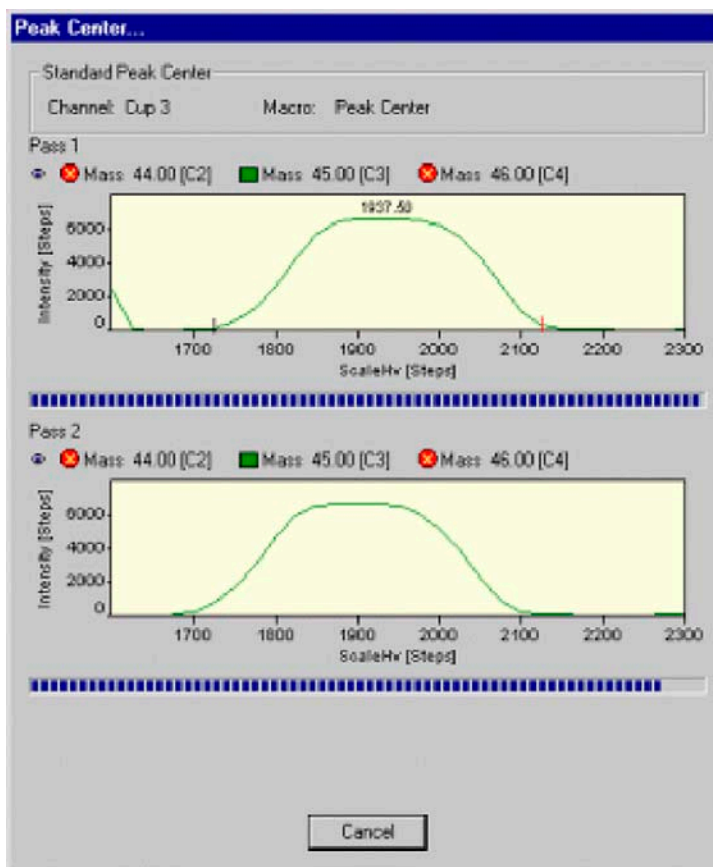 Peak Center...
Standard Peak Center
Channel: Cup 3 Macro: Peak Center
Pass 1
Mass 44.00 [C2] Mass 45.00 [C3] Mass 46.00 [C4]
1937.50
Intensity [Steps]
6000
4000
2000
0
1700 1800 1900 2000 2100 2200 2300
ScaleHv [Steps]
Pass 2
Mass 44.00 [C2] Mass 45.00 [C3] Mass 46.00 [C4]
Intensity [Steps]
6000
4000
2000
0
1700 1800 1900 2000 2100 2200 2300
ScaleHv [Steps]
Cancel